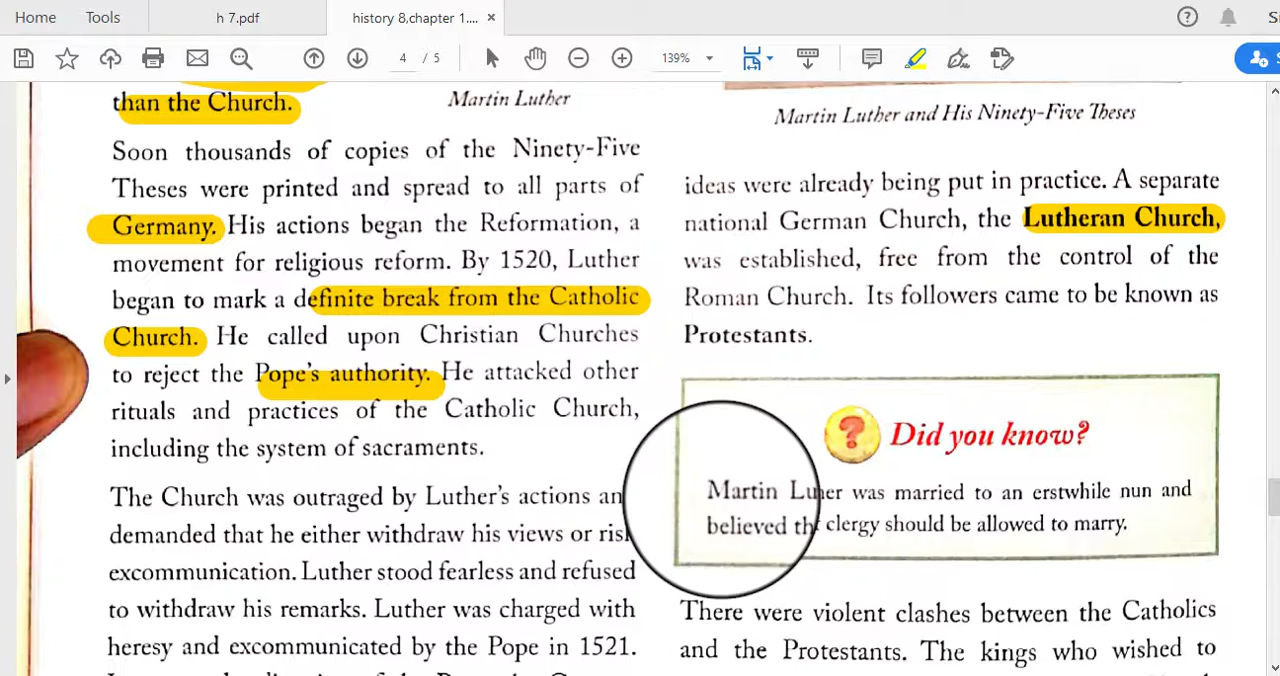 Home
Tools
h 7.pdf
history 8,chapter 1....
4 / 5
139%
than the Church.
Martin Luther
Soon thousands of copies of the Ninety-Five
Theses were printed and spread to all parts of
Germany. His actions began the Reformation, a
movement for religious reform. By 1520, Luther
began to mark a definite break from the Catholic
Church. He called upon Christian Churches
to reject the Pope's authority. He attacked other
rituals and practices of the Catholic Church,
including the system of sacraments.
The Church was outraged by Luther's actions an
demanded that he either withdraw his views or ris
excommunication. Luther stood fearless and refused
to withdraw his remarks. Luther was charged with
heresy and excommunicated by the Pope in 1521.
Martin Luther and His Ninety-Five Theses
ideas were already being put in practice. A separate
national German Church, the Lutheran Church,
was established, free from the control of the
Roman Church. Its followers came to be known as
Protestants.
Did you know?
Martin Luher was married to an erstwhile nun and
believed tht clergy should be allowed to marry.
There were violent clashes between the Catholics
and the Protestants. The kings who wished to